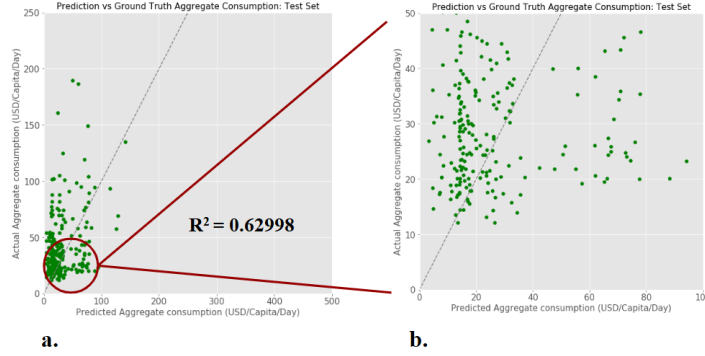 Prediction vs Ground Truth Aggregate Consumption: Test Set
Actual Aggregate consumption (USD/Capita/Day)
250
200
150
100
50
0
0 100 200 300 400 500
Predicted Aggregate consumption (USD/Capita/Day)
R² = 0.62998
a.
Prediction vs Ground Truth Aggregate Consumption: Test Set
Actual Aggregate consumption (USD/Capita/Day)
50
40
30
20
10
0
0 20 40 60 80 100
Predicted Aggregate consumption (USD/Capita/Day)
b.